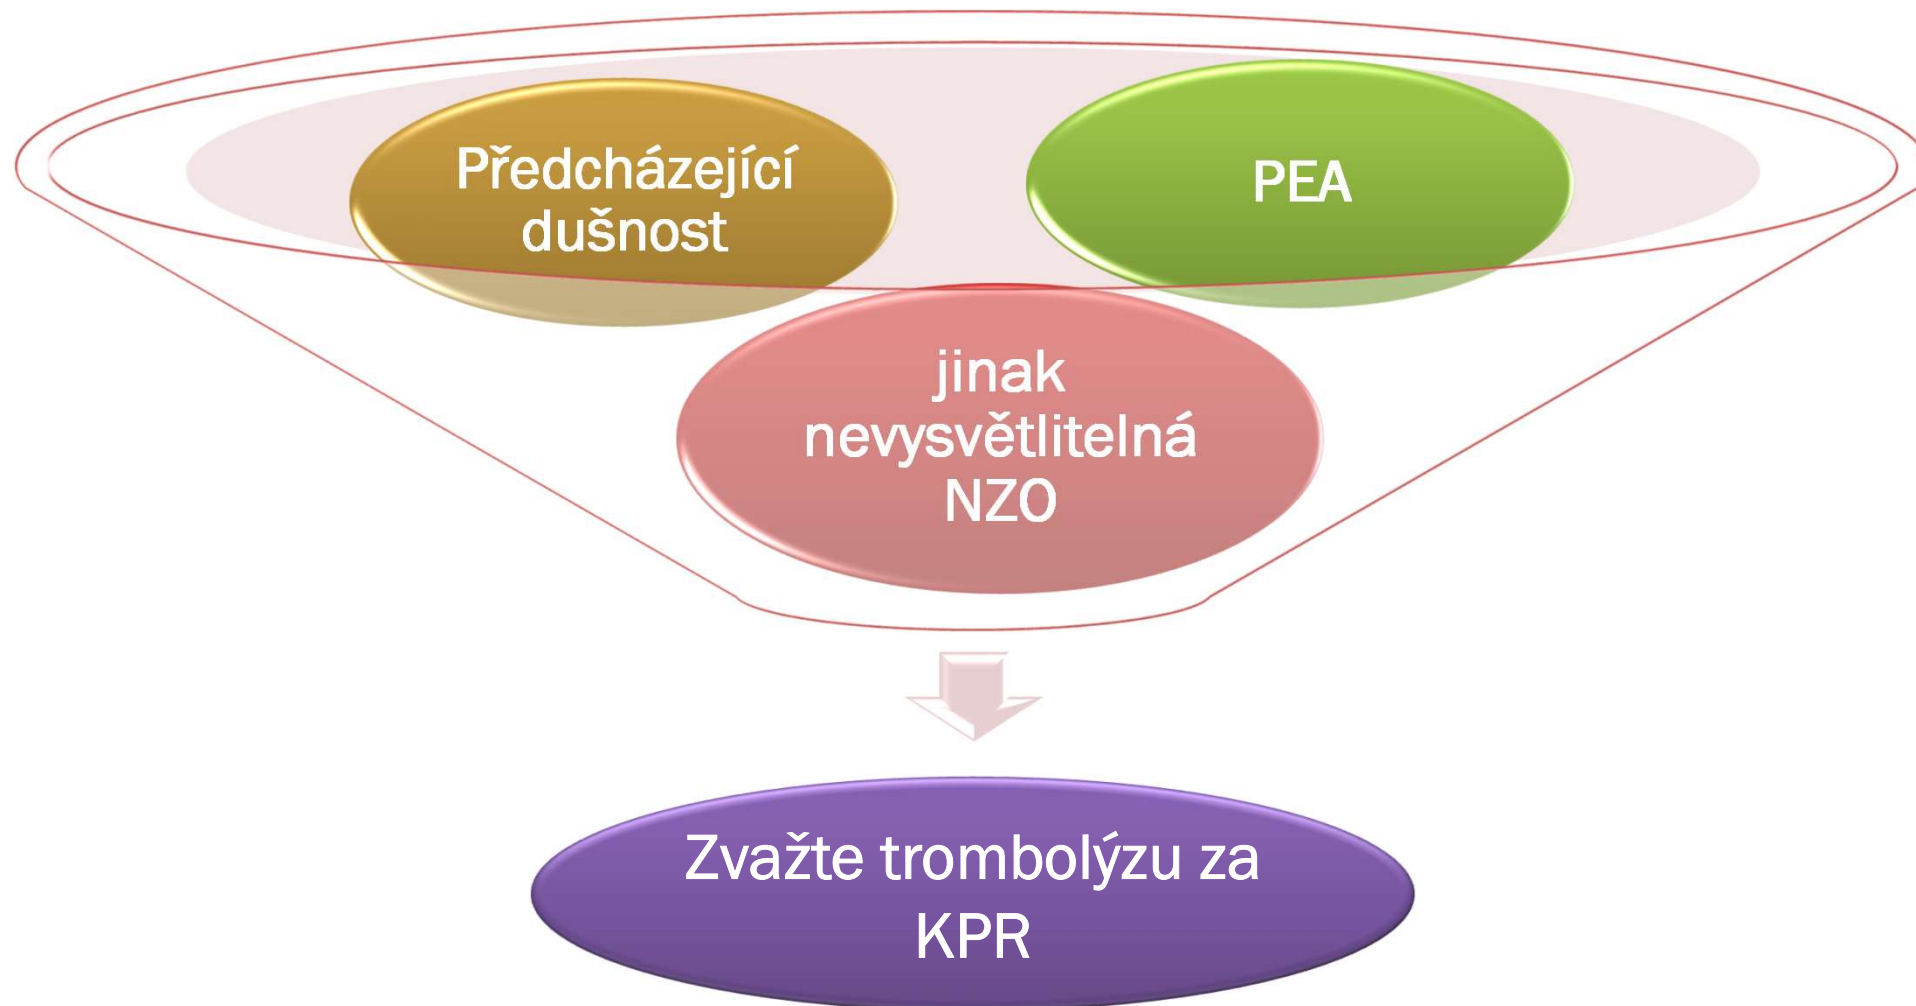 Předcházející
dušnost
PEA
jinak
nevysvětlitelná
NZO
Zvažte trombolýzu za
KPR